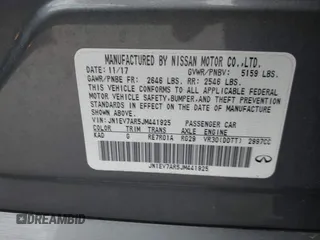 MANUFACTURED BY NISSAN MOTOR CO.,LTD.
DATE: 11/17 GVWR/PNBV: 5159 LBS.
GAWR/PNBE FR: 2646 LBS. RR: 2546 LBS.
THIS VEHICLE CONFORMS TO ALL APPLICABLE FEDERAL
MOTOR VEHICLE SAFETY,BUMPER,AND THEFT PREVENTION
STANDARDS IN EFFECT ON THE DATE OF MANUFACTURE
SHOWN ABOVE.
VIN: JN1EV7AR5JM441925 PASSENGER CAR
COLOR TRIM TRANS AXLE ENGINE
KAD G RE7R01A R029 VR30(DDTT) 2997CC
JN1EV7AR5JM441925
INFINITI
DREAMBID